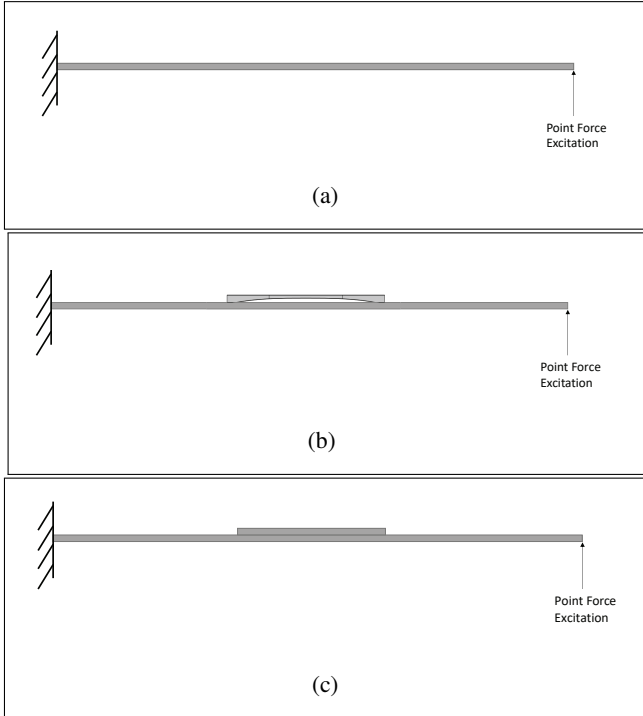 Point Force
Excitation
(a)
Point Force
Excitation
(b)
Point Force
Excitation
(c)